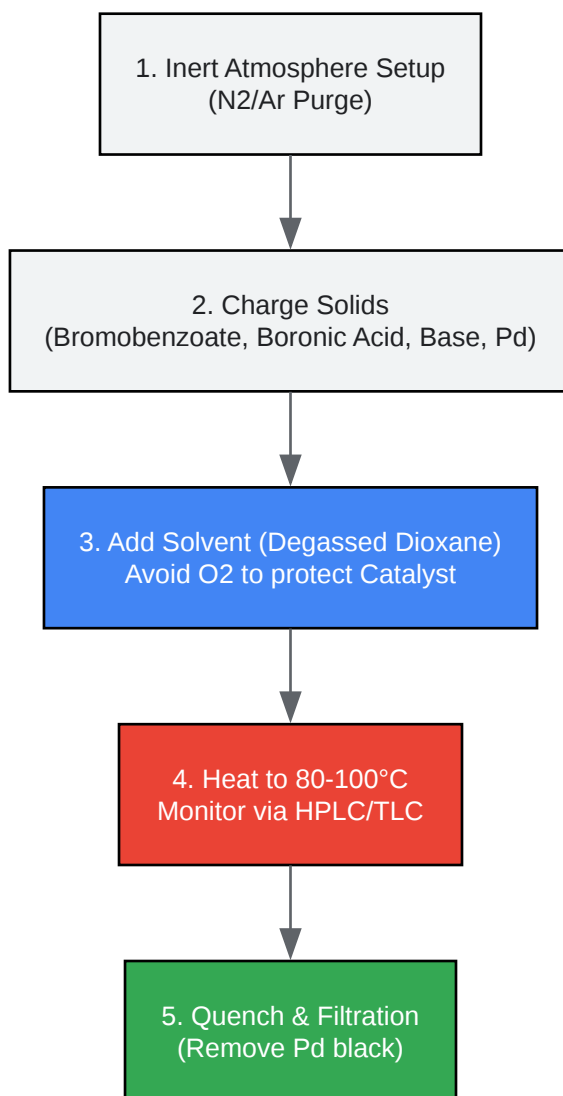 1. Inert Atmosphere Setup
(N2/Ar Purge)
2. Charge Solids
(Bromobenzoate, Boronic Acid, Base, Pd)
3. Add Solvent (Degassed Dioxane)
Avoid O2 to protect Catalyst
4. Heat to 80-100°C
Monitor via HPLC/TLC
5. Quench & Filtration
(Remove Pd black)